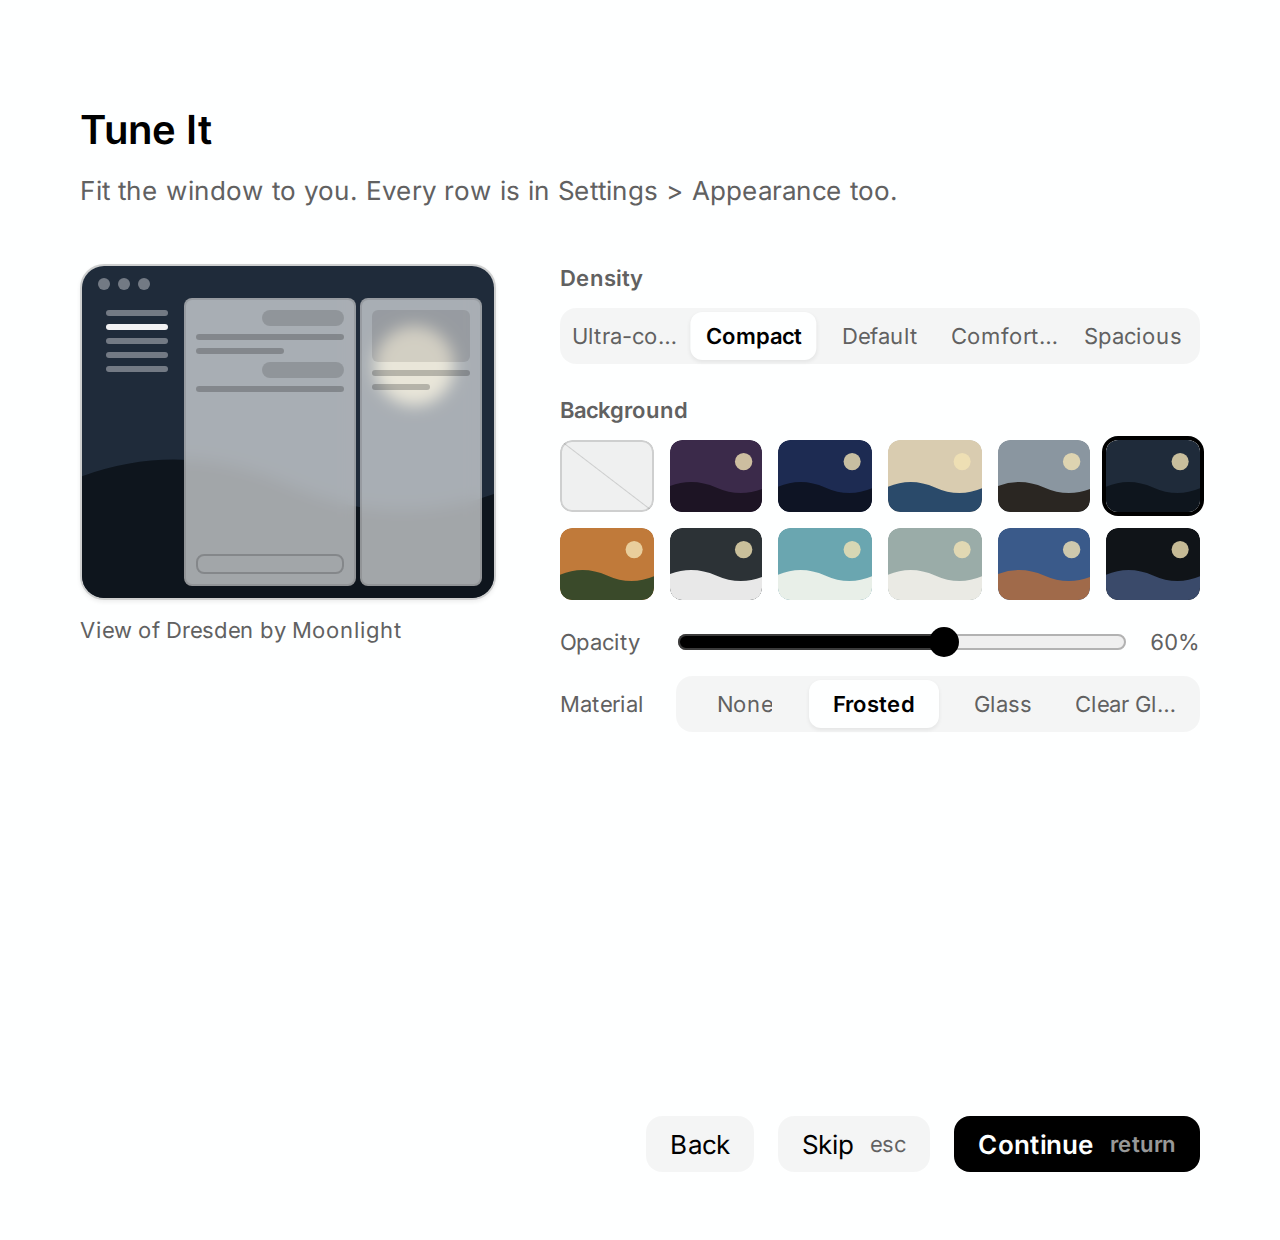 Tune It
Fit the window to you. Every row is in Settings > Appearance too.
Density
Ultra-co... Compact Default Comfort... Spacious
Background
View of Dresden by Moonlight
Opacity 60%
Material None Frosted Glass Clear Gl...
Back Skip esc Continue return